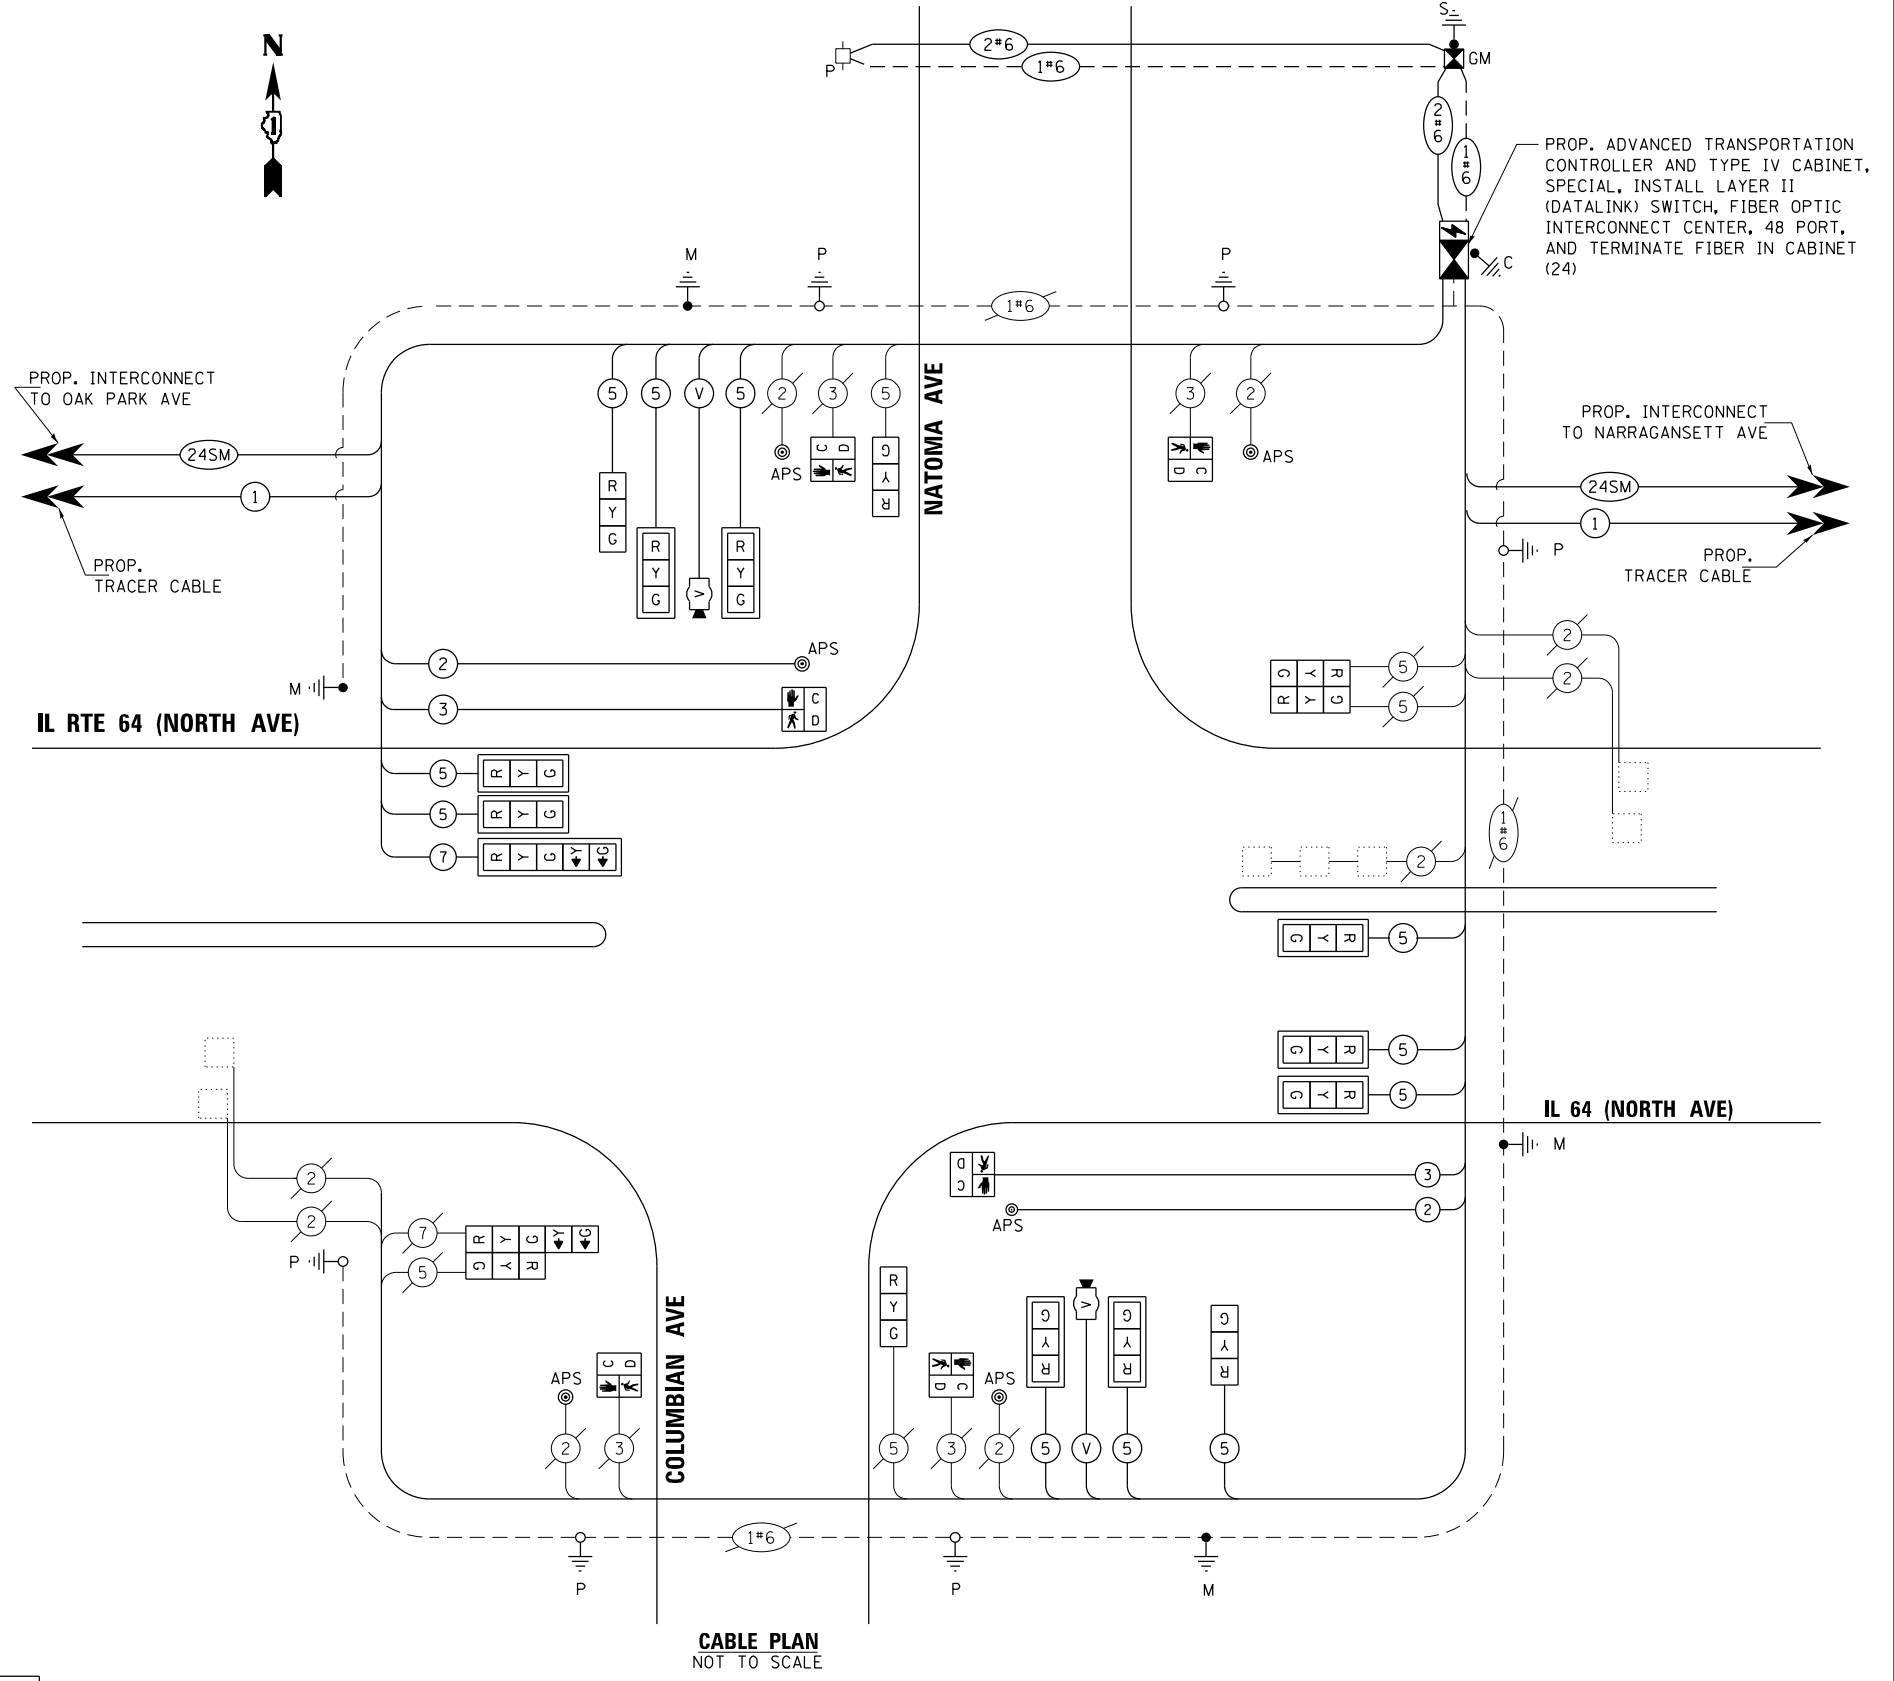 N
1
S
2#6
1#6
P
GM
2#6
1#6
PROP. ADVANCED TRANSPORTATION
CONTROLLER AND TYPE IV CABINET,
SPECIAL, INSTALL LAYER II
(DATALINK) SWITCH, FIBER OPTIC
INTERCONNECT CENTER, 48 PORT,
AND TERMINATE FIBER IN CABINET
(24)
C
M
P
P
1#6
PROP. INTERCONNECT
TO OAK PARK AVE
24SM
1
PROP.
TRACER CABLE
5 5 V 5 2 3 5
3 2
NATOMA AVE
APS
C D
G Y R
D C
APS
R Y G
R Y G
V
R Y G
PROP. INTERCONNECT
TO NARRAGANSETT AVE
24SM
1
P
PROP.
TRACER CABLE
2
APS
M
3
C
D
2
2
G Y R 5
R Y G 5
IL RTE 64 (NORTH AVE)
5 R Y G
5 R Y G
7 R Y G Y G
1#6
2
G Y R 5
G Y R 5
G Y R 5
IL 64 (NORTH AVE)
M
D
C
3
APS
2
2
2
P
7 R Y G Y G
5 G Y R
COLUMBIAN AVE
R Y G
G Y R
V
G Y R
G Y R
APS
C D
D C
APS
2 3
5 3 2 5 V 5 5
1#6
P
P
M
CABLE PLAN
NOT TO SCALE